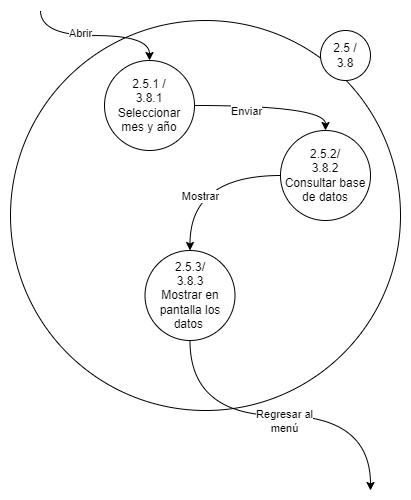 Abrir
2.5 /
3.8
2.5.1 /
3.8.1
Seleccionar
mes y año
Enviar
2.5.2/
3.8.2
Consultar base
de datos
Mostrar
2.5.3/
3.8.3
Mostrar en
pantalla los
datos
Regresar al
menú